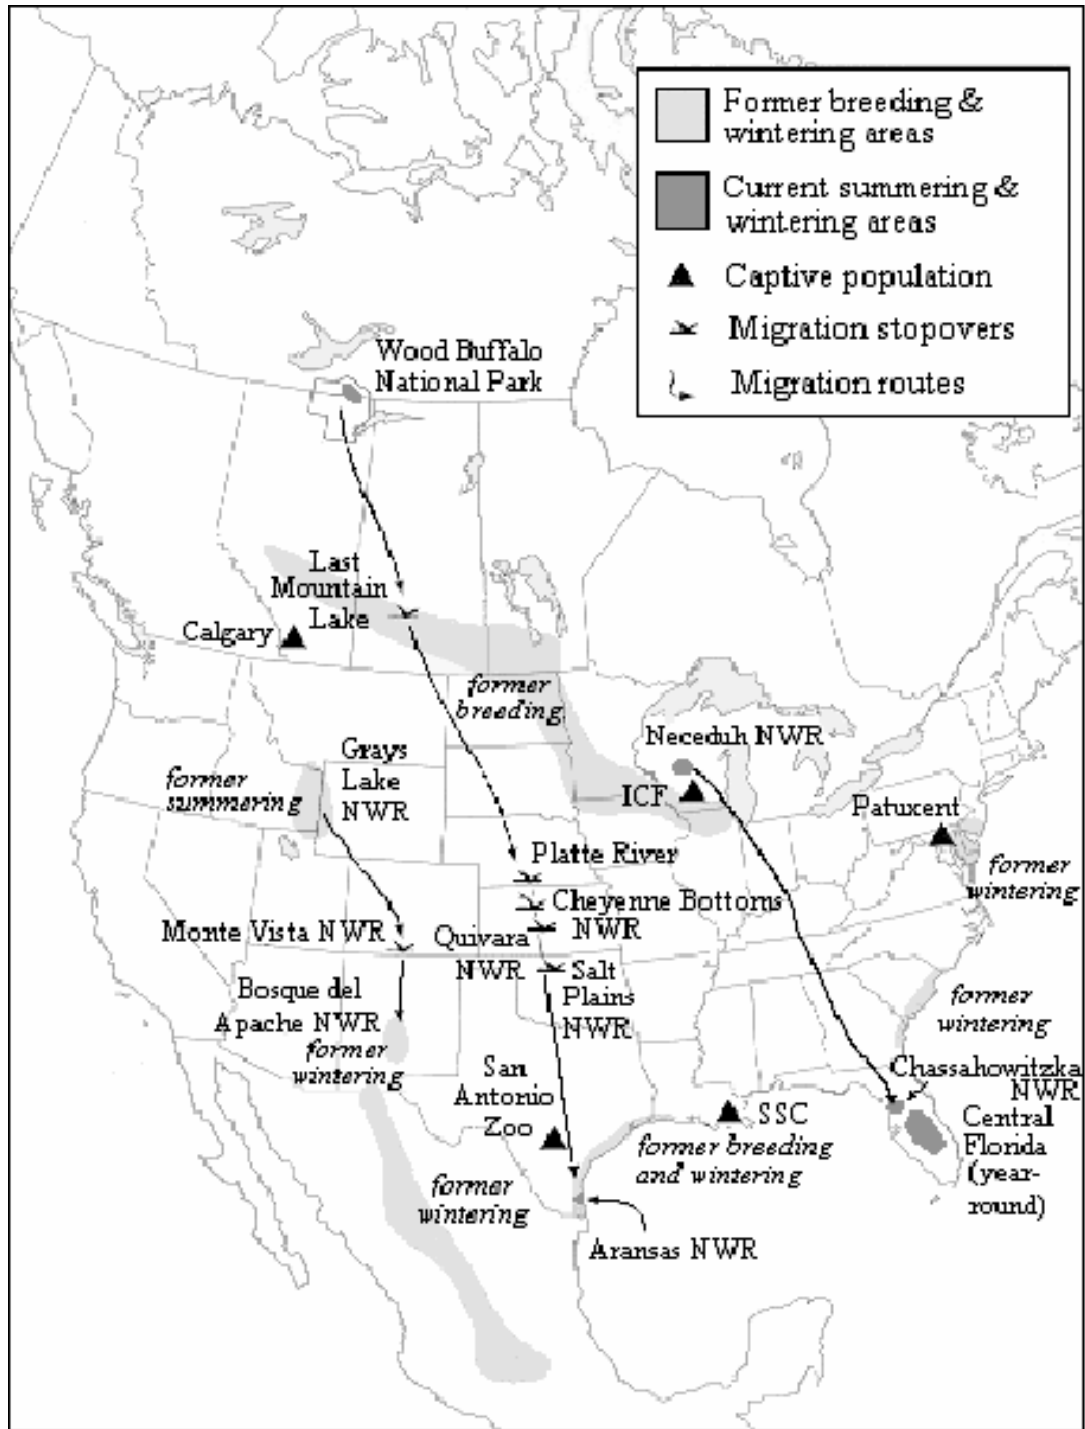 Former breeding &
wintering areas
Current summering &
wintering areas
Captive population
Migration stopovers
Migration routes
Wood Buffalo
National Park
Last
Mountain
Lake
Calgary
former
breeding
Neceduh NWR
Grays
Lake
NWR
former
summering
ICF
Patuxent
Platte River
former
wintering
Cheyenne Bottoms
NWR
Monte Vista NWR
Quivara
NWR
Salt
Plains
NWR
Bosque del
Apache NWR
former
wintering
former
wintering
San
Antonio
Zoo
Chassahowitzka
NWR
SSC
Central
Florida
(year-
round)
former breeding
and wintering
former
wintering
Aransas NWR